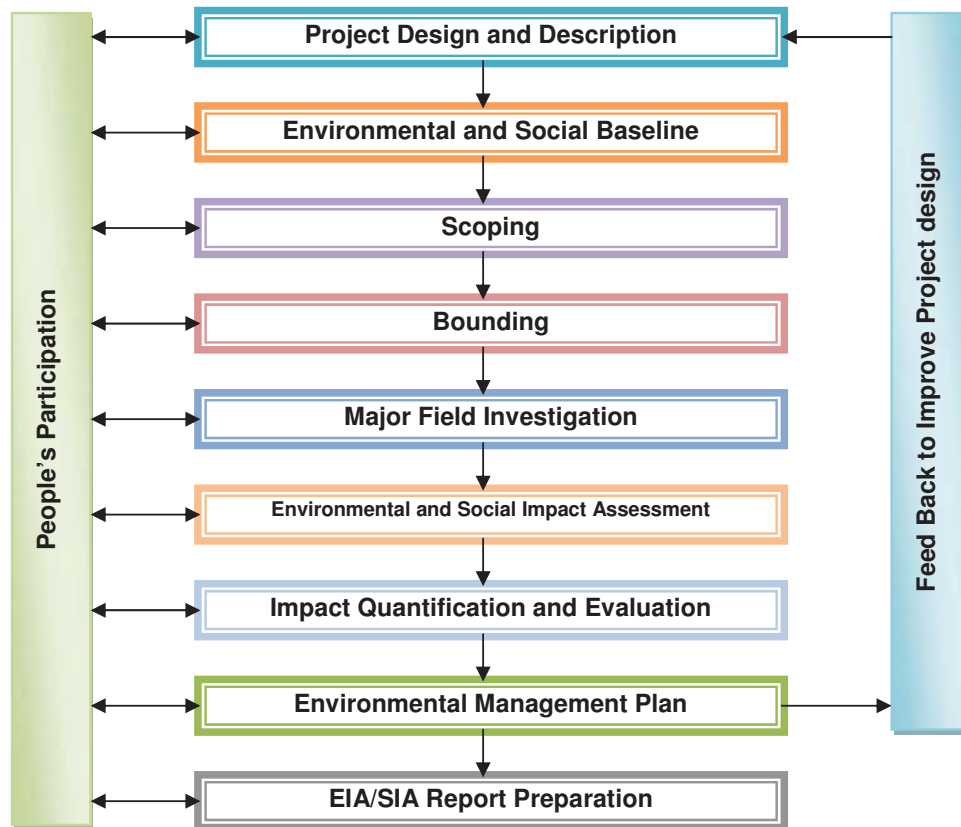 People's Participation
Project Design and Description
Environmental and Social Baseline
Scoping
Bounding
Major Field Investigation
Environmental and Social Impact Assessment
Impact Quantification and Evaluation
Environmental Management Plan
EIA/SIA Report Preparation
Feed Back to Improve Project design